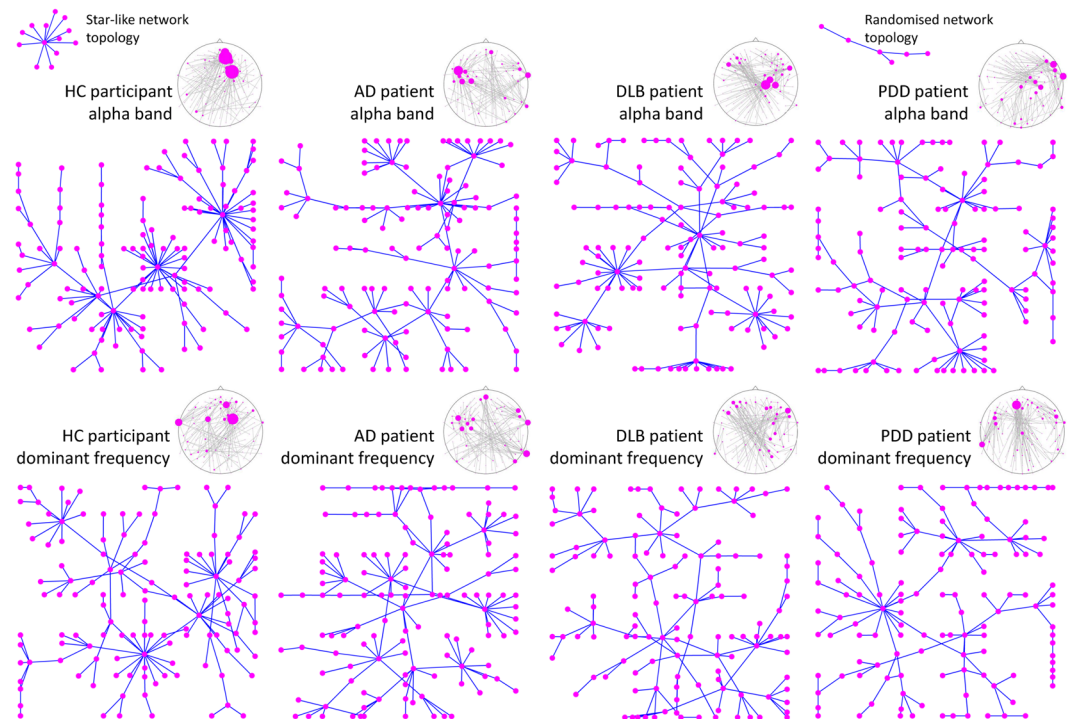 Star-like network
topology
Randomised network
topology
HC participant
alpha band
AD patient
alpha band
DLB patient
alpha band
PDD patient
alpha band
HC participant
dominant frequency
AD patient
dominant frequency
DLB patient
dominant frequency
PDD patient
dominant frequency